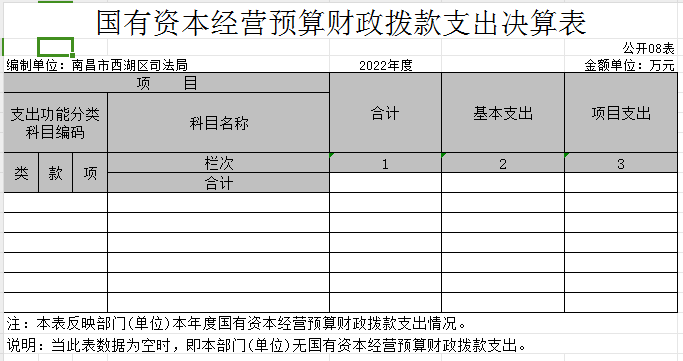 国有资本经营预算财政拨款支出决算表
公开08表
编制单位：南昌市西湖区司法局 2022年度 金额单位：万元
项 目
支出功能分类
科目编码
科目名称
合计
基本支出
项目支出
类 款 项
栏次 1 2 3
合计
注：本表反映部门(单位)本年度国有资本经营预算财政拨款支出情况。
说明：当此表数据为空时，即本部门(单位)无国有资本经营预算财政拨款支出。